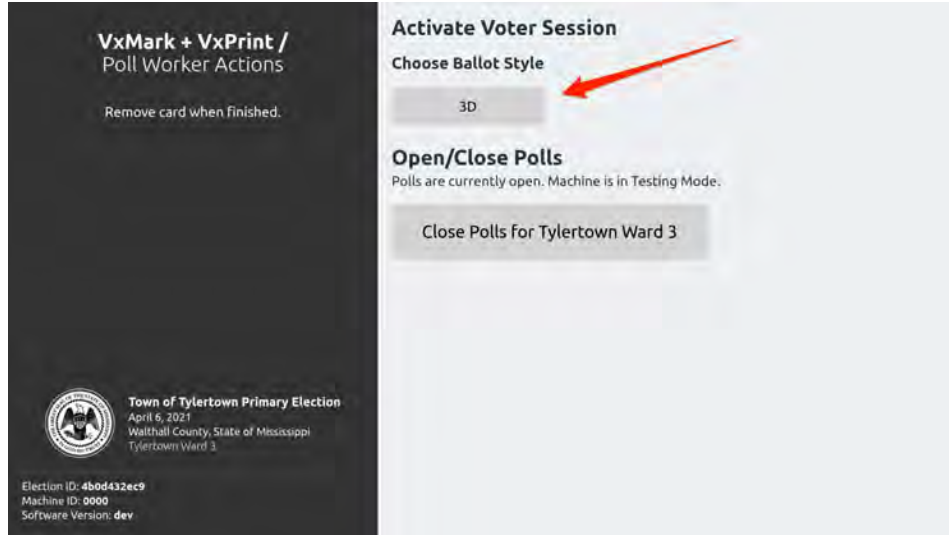 VxMark + VxPrint /
Poll Worker Actions
Remove card when finished.
Town of Tylertown Primary Election
April 6, 2021
Walthall County, State of Mississippi
Tylertown Ward 3
Election ID: 4b0d432ec9
Machine ID: 0000
Software Version: dev
Activate Voter Session
Choose Ballot Style
3D
Open/Close Polls
Polls are currently open. Machine is in Testing Mode.
Close Polls for Tylertown Ward 3